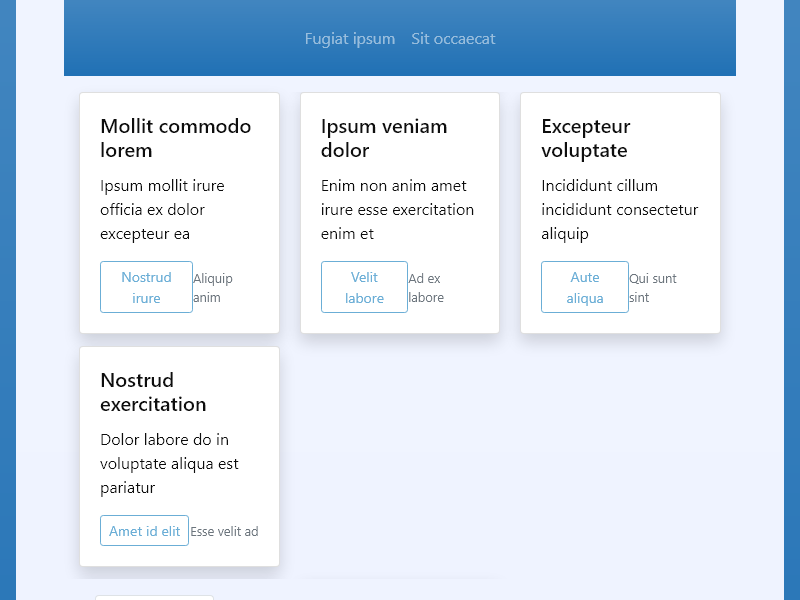 Fugiat ipsum Sit occaecat
Mollit commodo
lorem
Ipsum mollit irure
officia ex dolor
excepteur ea
Nostrud
irure
Aliquip
anim
Ipsum veniam
dolor
Enim non anim amet
irure esse exercitation
enim et
Velit
labore
Ad ex
labore
Excepteur
voluptate
Incididunt cillum
incididunt consectetur
aliquip
Aute
aliqua
Qui sunt
sint
Nostrud
exercitation
Dolor labore do in
voluptate aliqua est
pariatur
Amet id elit
Esse velit ad